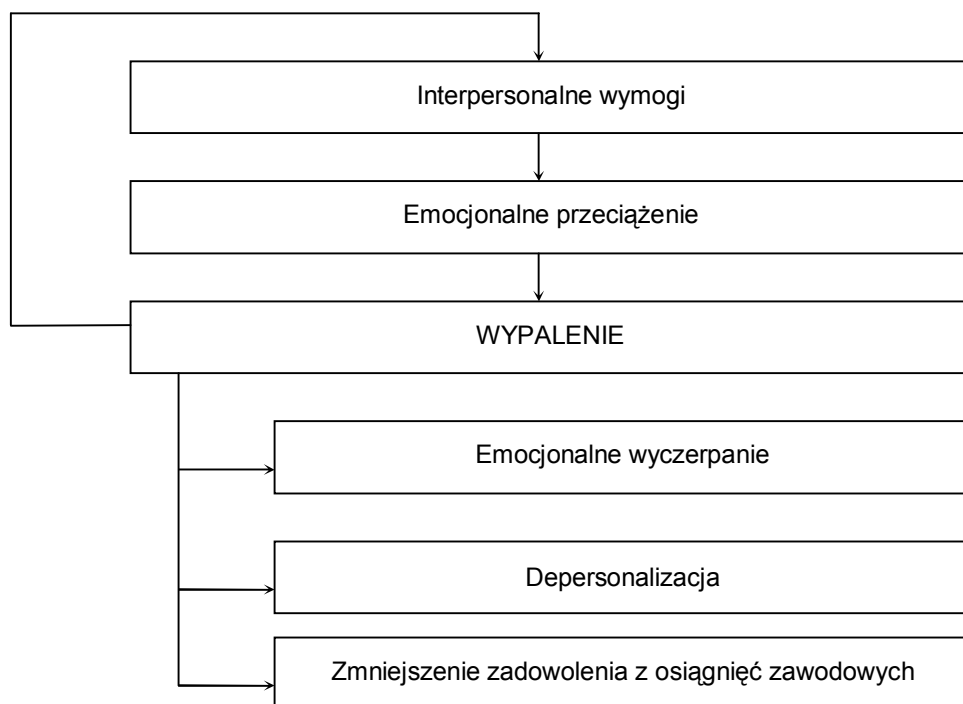 Interpersonalne wymogi
Emocjonalne przeciążenie
WYPALENIE
Emocjonalne wyczerpanie
Depersonalizacja
Zmniejszenie zadowolenia z osiągnięć zawodowych